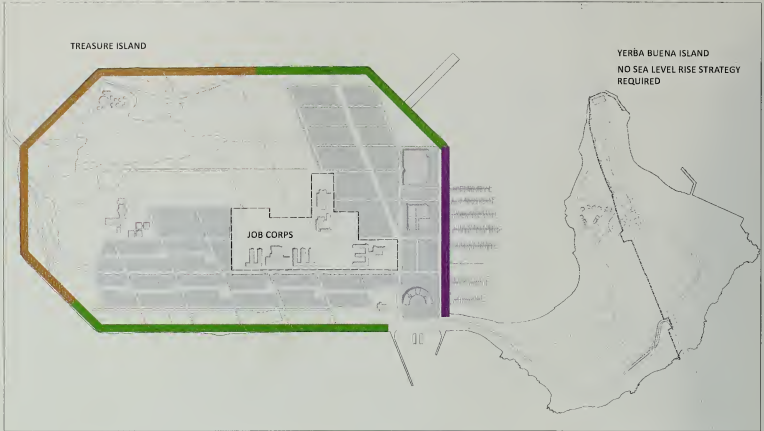 TREASURE ISLAND
YERBA BUENA ISLAND
NO SEA LEVEL RISE STRATEGY
REQUIRED
JOB CORPS